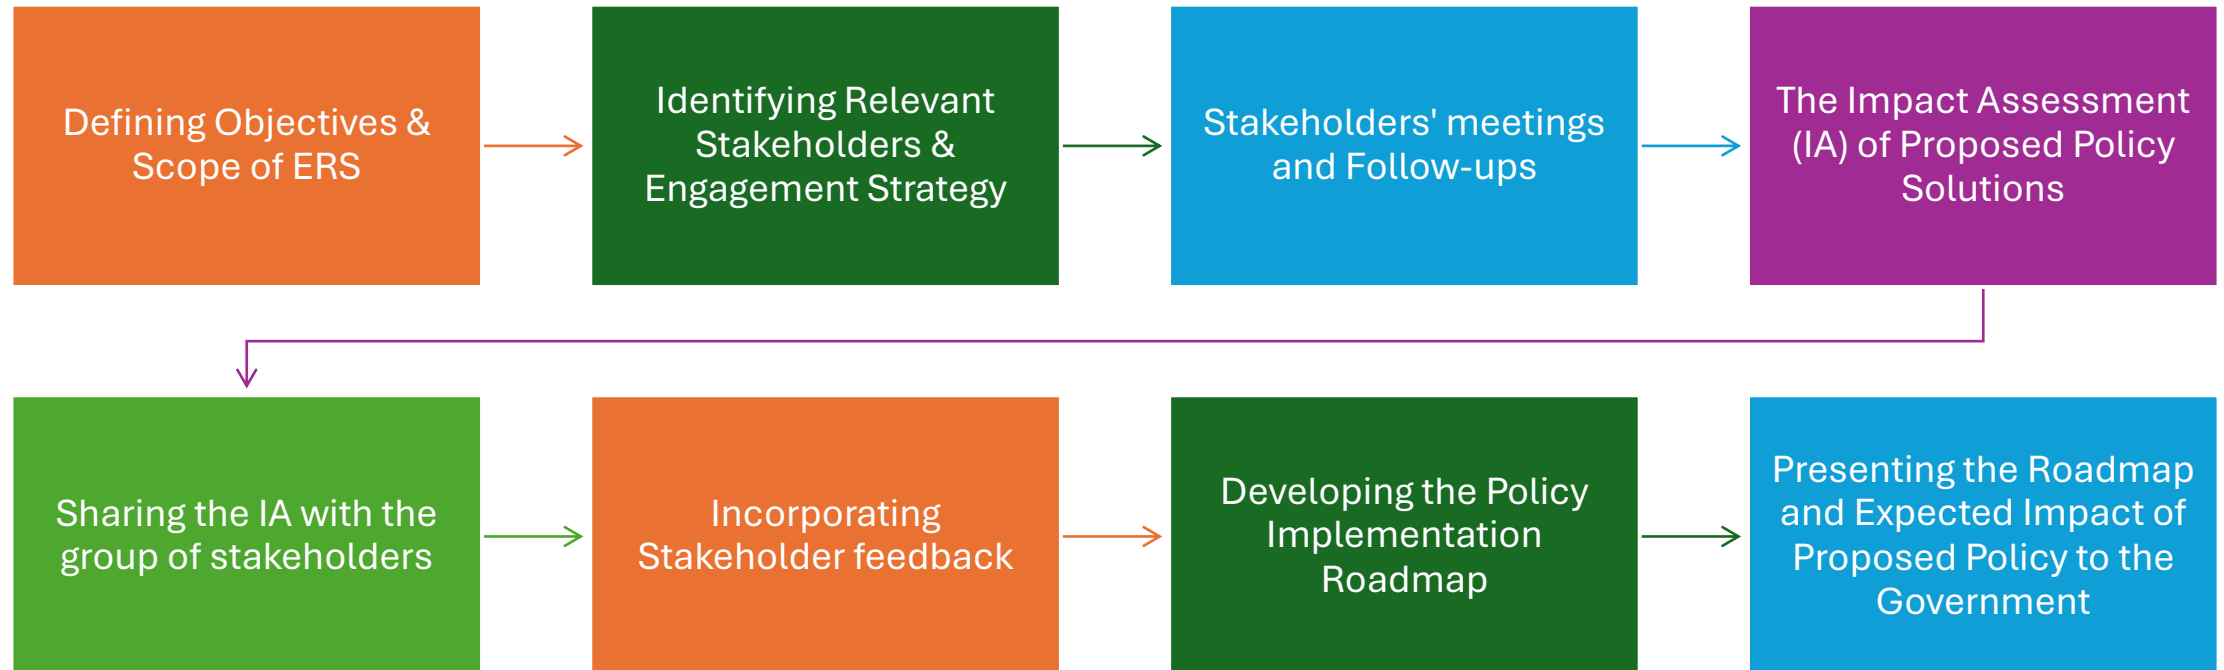 Defining Objectives &
Scope of ERS
Identifying Relevant
Stakeholders &
Engagement Strategy
Stakeholders' meetings
and Follow-ups
The Impact Assessment
(IA) of Proposed Policy
Solutions
Sharing the IA with the
group of stakeholders
Incorporating
Stakeholder feedback
Developing the Policy
Implementation
Roadmap
Presenting the Roadmap
and Expected Impact of
Proposed Policy to the
Government